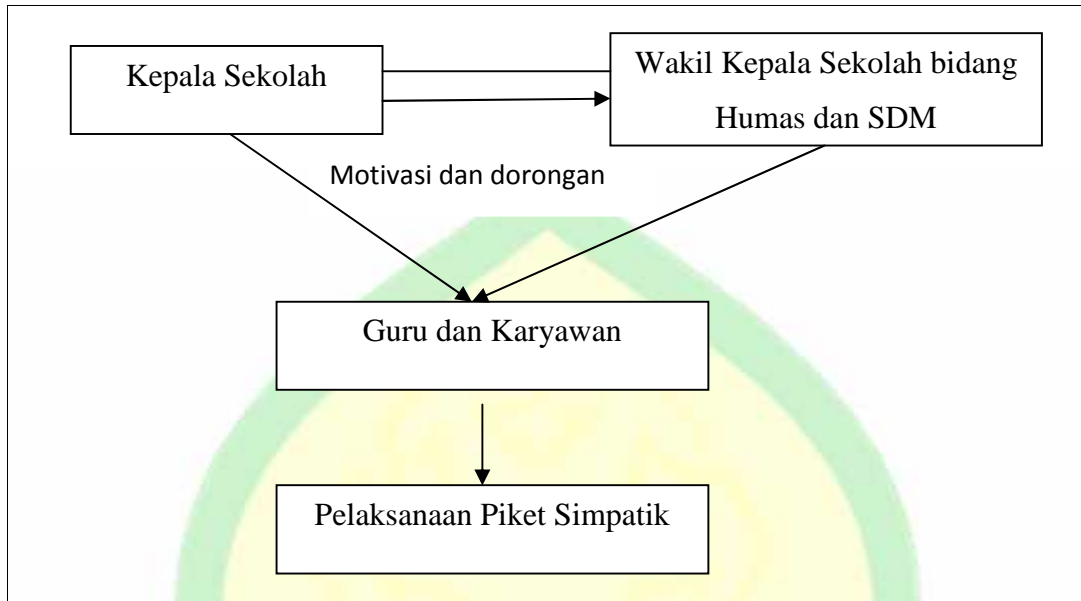 Kepala Sekolah
Wakil Kepala Sekolah bidang
Humas dan SDM
Motivasi dan dorongan
Guru dan Karyawan
Pelaksanaan Piket Simpatik